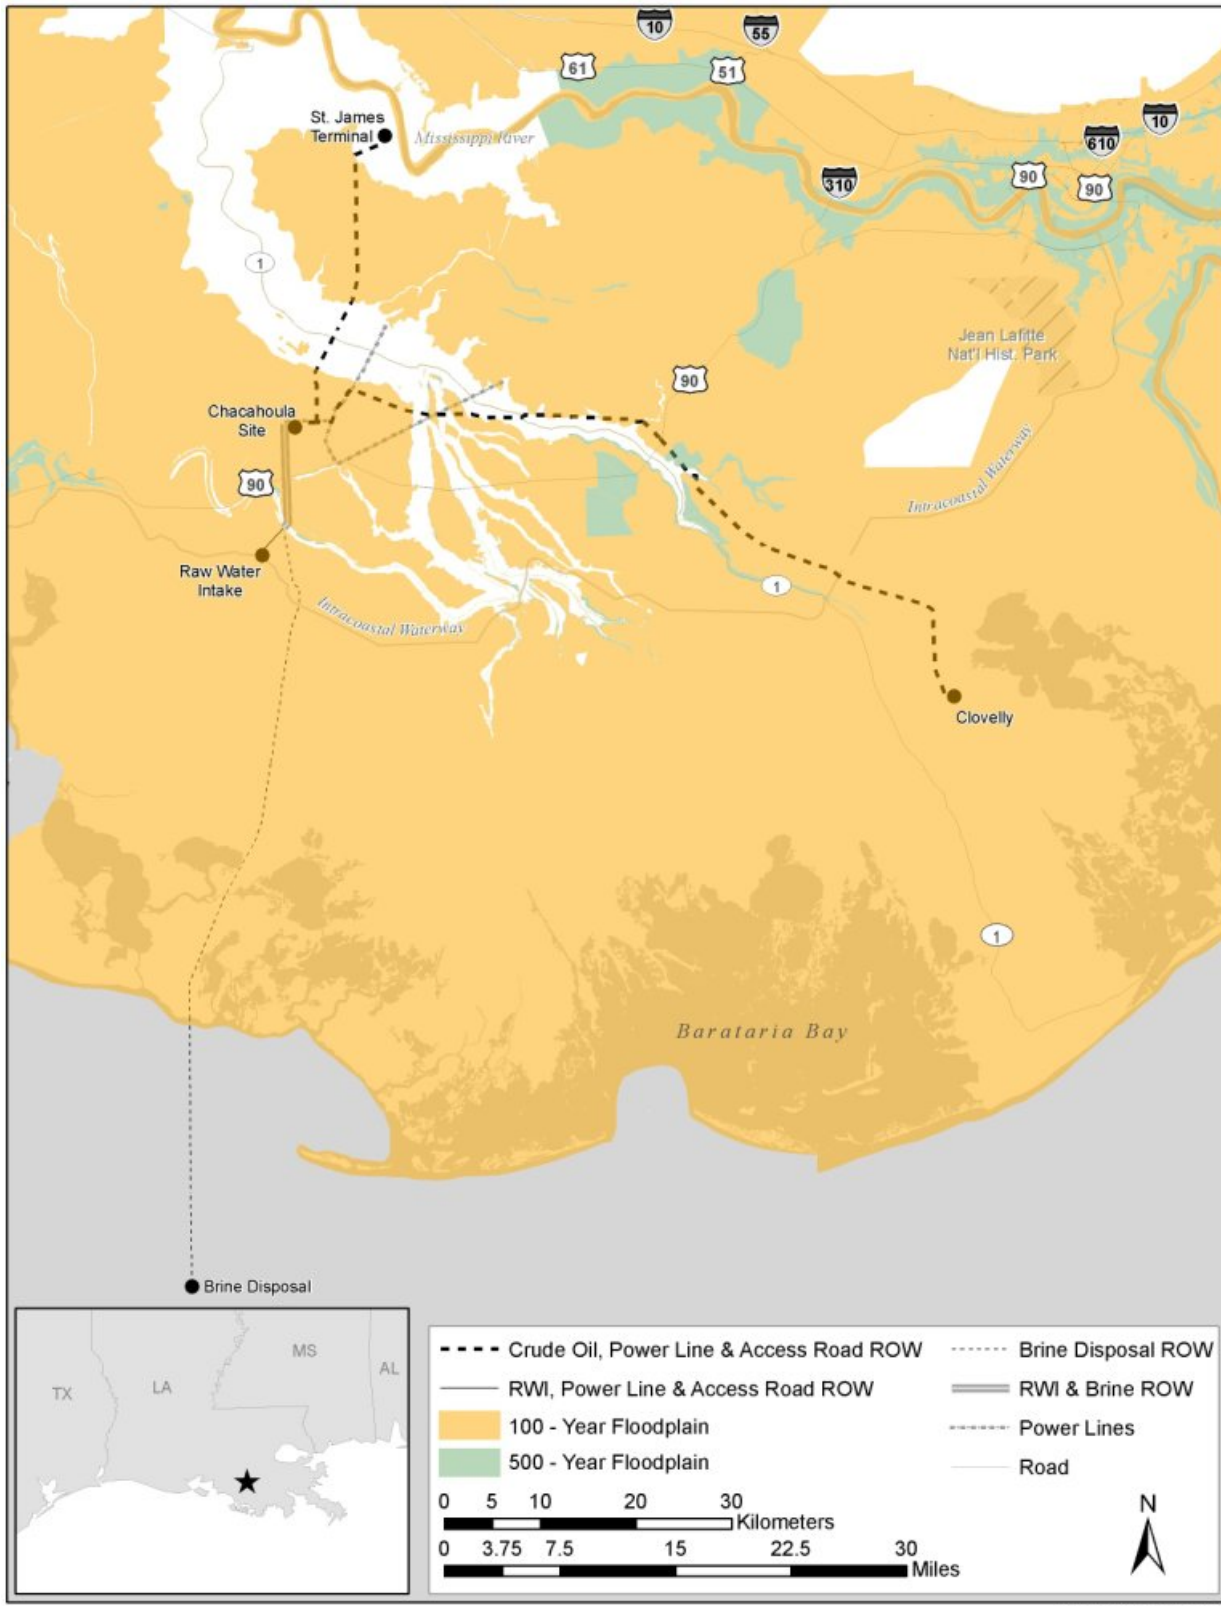 10
55
61
51
St. James
Terminal
Mississippi River
10
610
310
90
90
1
Jean Lafitte
Nat'l Hist. Park
90
Chacahoula
Site
90
Intracoastal Waterway
Raw Water
Intake
1
Intracoastal Waterway
Clovelly
1
Barataria Bay
Brine Disposal
TX
LA
MS
AL
Crude Oil, Power Line & Access Road ROW
RWI, Power Line & Access Road ROW
100 - Year Floodplain
500 - Year Floodplain
Brine Disposal ROW
RWI & Brine ROW
Power Lines
Road
0 5 10 20 30
Kilometers
0 3.75 7.5 15 22.5 30
Miles
N